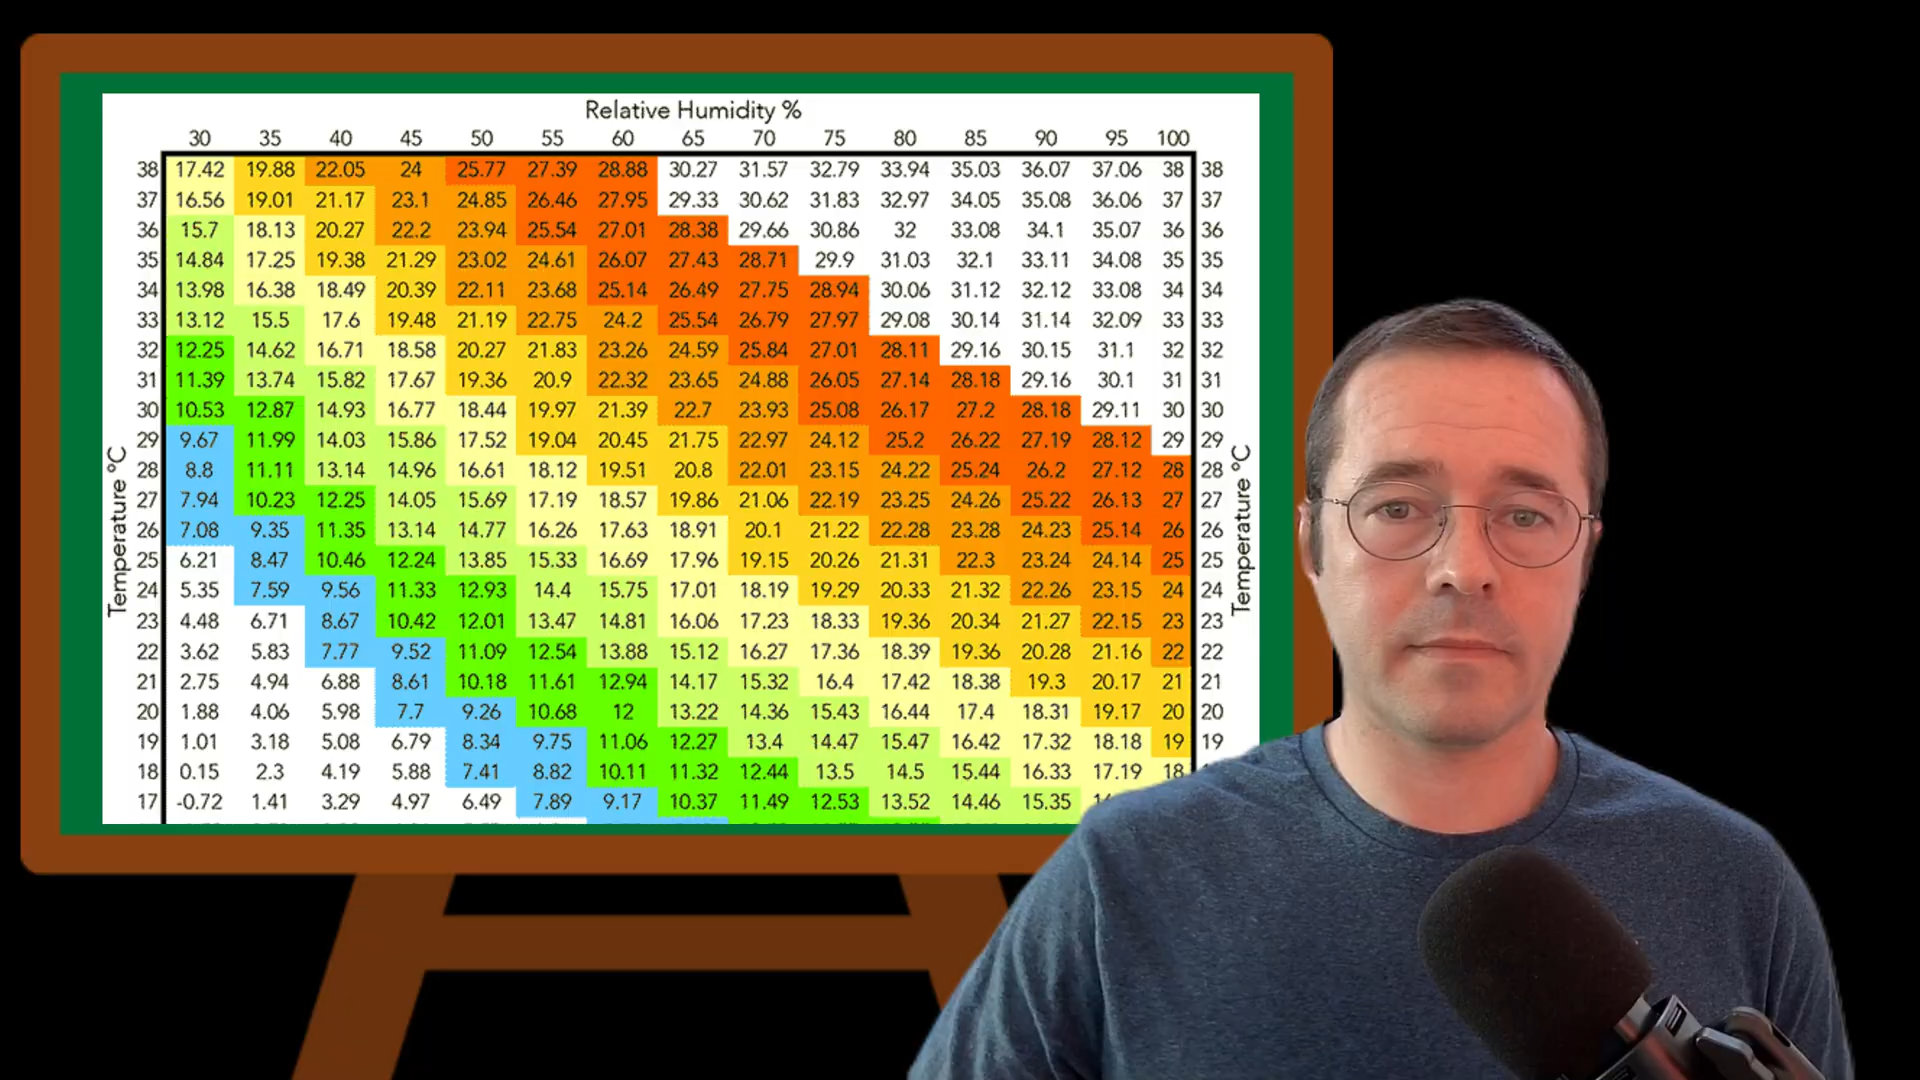 Relative Humidity %
30 35 40 45 50 55 60 65 70 75 80 85 90 95 100
38 17.42 19.88 22.05 24 25.77 27.39 28.88 30.27 31.57 32.79 33.94 35.03 36.07 37.06 38 38
37 16.56 19.01 21.17 23.1 24.85 26.46 27.95 29.33 30.62 31.83 32.97 34.05 35.08 36.06 37 37
36 15.7 18.13 20.27 22.2 23.94 25.54 27.01 28.38 29.66 30.86 32 33.08 34.1 35.07 36 36
35 14.84 17.25 19.38 21.29 23.02 24.61 26.07 27.43 28.71 29.9 31.03 32.1 33.11 34.08 35 35
34 13.98 16.38 18.49 20.39 22.11 23.68 25.14 26.49 27.75 28.94 30.06 31.12 32.12 33.08 34 34
33 13.12 15.5 17.6 19.48 21.19 22.75 24.2 25.54 26.79 27.97 29.08 30.14 31.14 32.09 33 33
32 12.25 14.62 16.71 18.58 20.27 21.83 23.26 24.59 25.84 27.01 28.11 29.16 30.15 31.1 32 32
31 11.39 13.74 15.82 17.67 19.36 20.9 22.32 23.65 24.88 26.05 27.14 28.18 29.16 30.1 31 31
30 10.53 12.87 14.93 16.77 18.44 19.97 21.39 22.7 23.93 25.08 26.17 27.2 28.18 29.11 30 30
29 9.67 11.99 14.03 15.86 17.52 19.04 20.45 21.75 22.97 24.12 25.2 26.22 27.19 28.12 29 29
28 8.8 11.11 13.14 14.96 16.61 18.12 19.51 20.8 22.01 23.15 24.22 25.24 26.2 27.12 28 28
27 7.94 10.23 12.25 14.05 15.69 17.19 18.57 19.86 21.06 22.19 23.25 24.26 25.22 26.13 27 27
26 7.08 9.35 11.35 13.14 14.77 16.26 17.63 18.91 20.1 21.22 22.28 23.28 24.23 25.14 26 26
25 6.21 8.47 10.46 12.24 13.85 15.33 16.69 17.96 19.15 20.26 21.31 22.3 23.24 24.14 25 25
24 5.35 7.59 9.56 11.33 12.93 14.4 15.75 17.01 18.19 19.29 20.33 21.32 22.26 23.15 24 24
23 4.48 6.71 8.67 10.42 12.01 13.47 14.81 16.06 17.23 18.33 19.36 20.34 21.27 22.15 23 23
22 3.62 5.83 7.77 9.52 11.09 12.54 13.88 15.12 16.27 17.36 18.39 19.36 20.28 21.16 22 22
21 2.75 4.94 6.88 8.61 10.18 11.61 12.94 14.17 15.32 16.4 17.42 18.38 19.3 20.17 21 21
20 1.88 4.06 5.98 7.7 9.26 10.68 12 13.22 14.36 15.43 16.44 17.4 18.31 19.17 20 20
19 1.01 3.18 5.08 6.79 8.34 9.75 11.06 12.27 13.4 14.47 15.47 16.42 17.32 18.18 19 19
18 0.15 2.3 4.19 5.88 7.41 8.82 10.11 11.32 12.44 13.5 14.5 15.44 16.33 17.19 18
17 -0.72 1.41 3.29 4.97 6.49 7.89 9.17 10.37 11.49 12.53 13.52 14.46 15.35
Temperature °C
Temperature °C